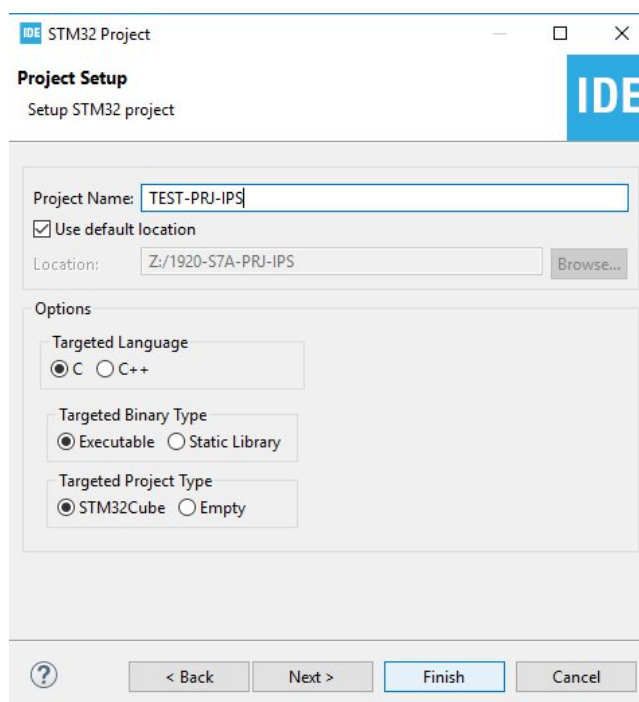 IDE STM32 Project
Project Setup
Setup STM32 project
IDE
Project Name: TEST-PRJ-IPS
Use default location
Location: Z:/1920-S7A-PRJ-IPS Browse...
Options
Targeted Language
C C++
Targeted Binary Type
Executable Static Library
Targeted Project Type
STM32Cube Empty
? < Back Next > Finish Cancel